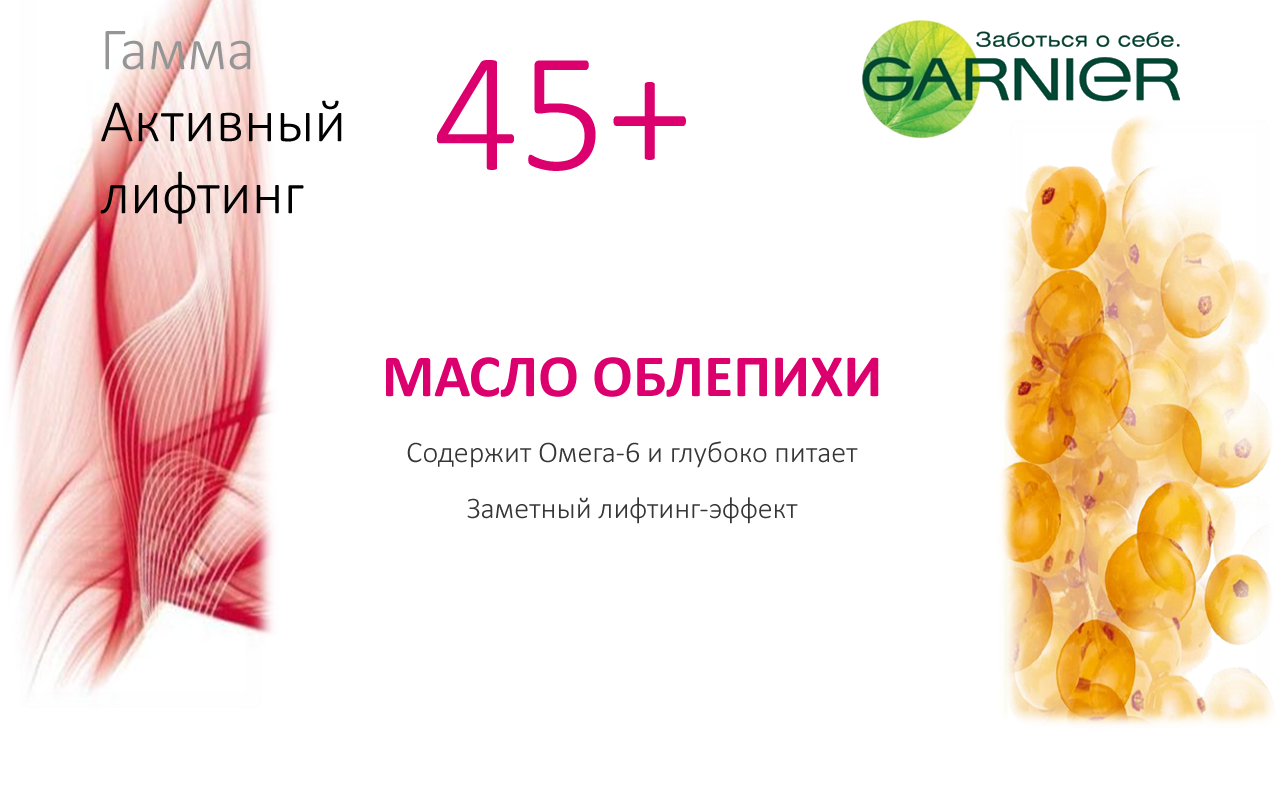 Гамма
Активный
лифтинг
45+
Заботься о себе.
GARNIER
МАСЛО ОБЛЕПИХИ
Содержит Омега-6 и глубоко питает
Заметный лифтинг-эффект